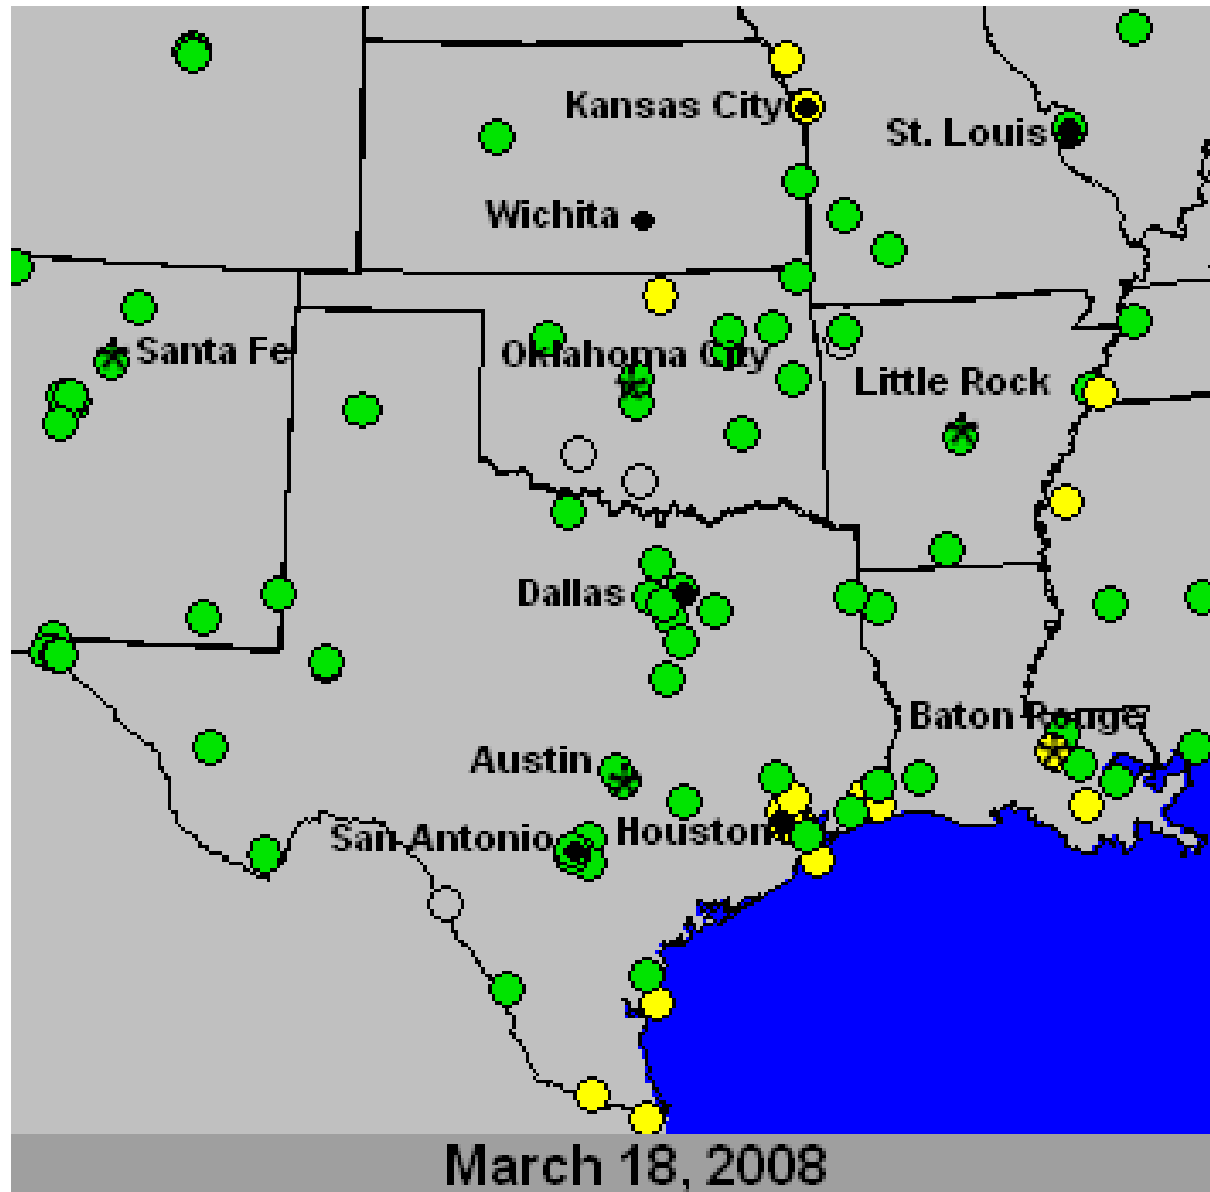 Kansas City
St. Louis
Wichita
Santa Fe
Oklahoma City
Little Rock
Dallas
Baton Rouge
Austin
San Antonio
Houston
March 18, 2008